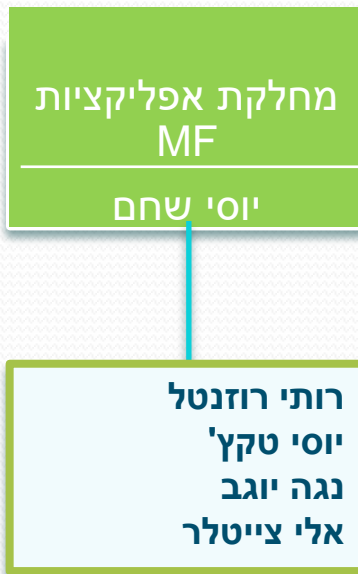 מחלקת אפליקציות
MF
יוסי שחם
רותי רוזנטל
יוסי טקץ'
נגה יוגב
אלי צייטלר